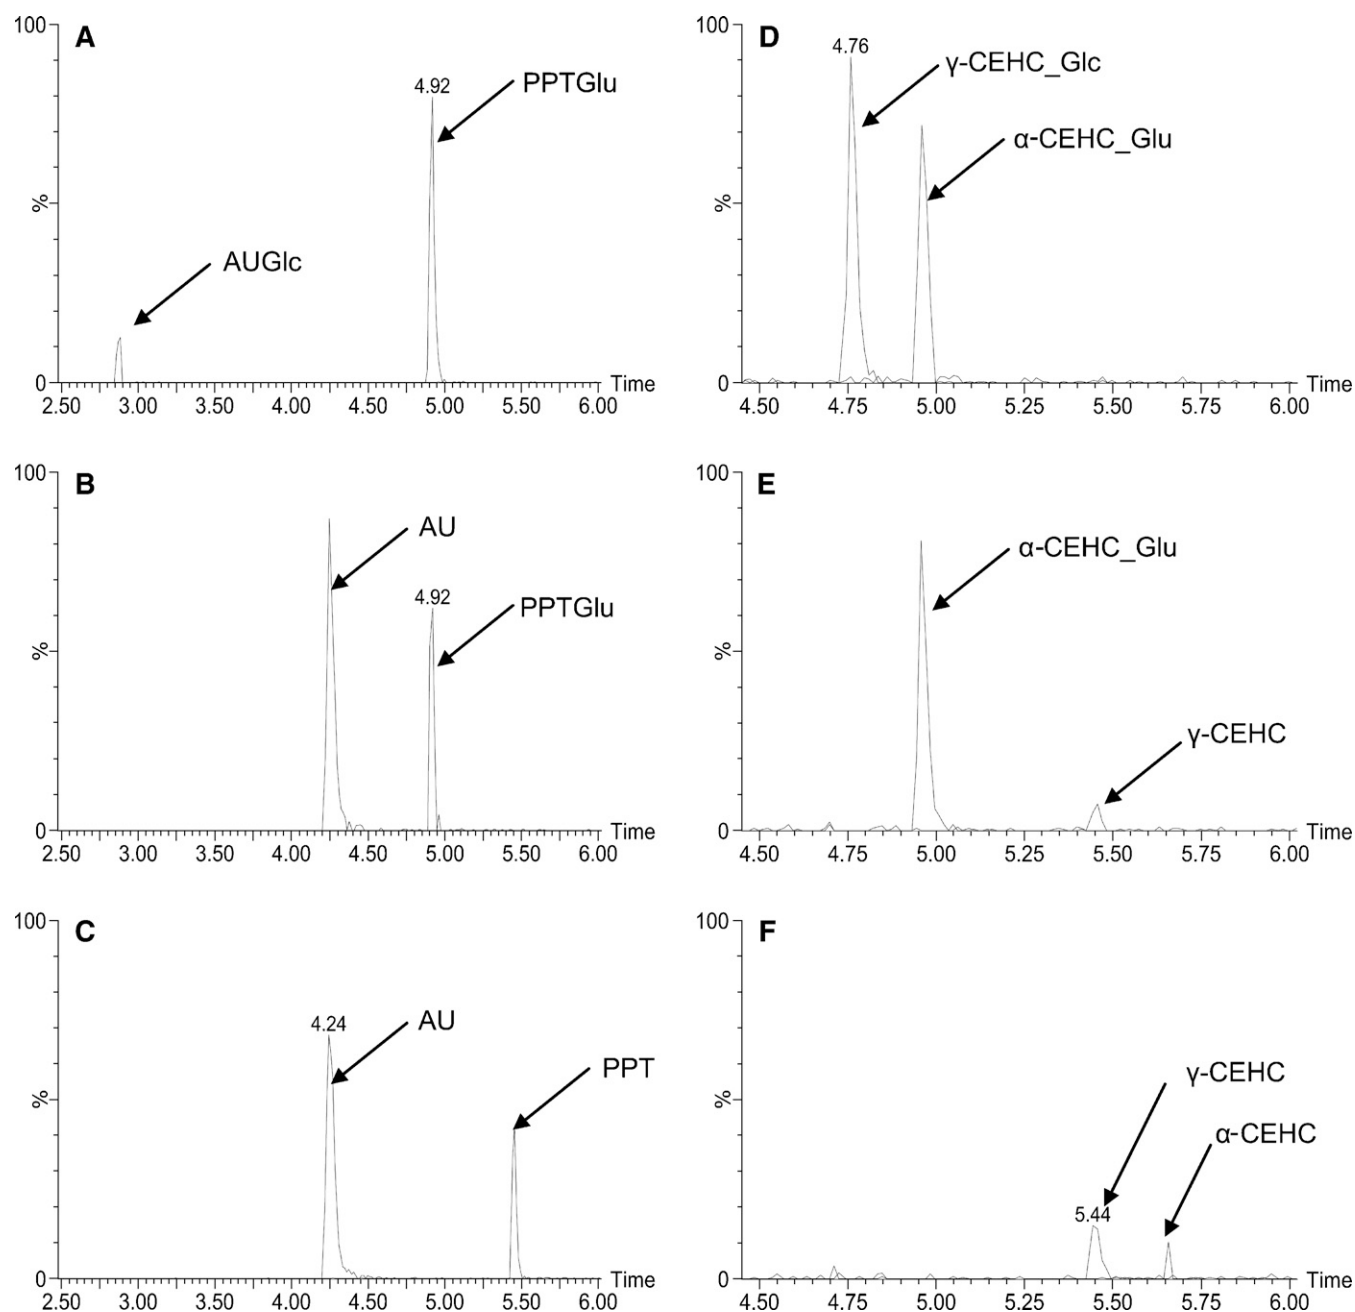 A
100
%
0
4.92
PPTGlu
AUGlc
2.50 3.00 3.50 4.00 4.50 5.00 5.50 6.00
Time
D
100
%
0
4.76
γ-CEHC_Glc
α-CEHC_Glu
4.50 4.75 5.00 5.25 5.50 5.75 6.00
Time
B
100
%
0
AU
4.92
PPTGlu
2.50 3.00 3.50 4.00 4.50 5.00 5.50 6.00
Time
E
100
%
0
α-CEHC_Glu
γ-CEHC
4.50 4.75 5.00 5.25 5.50 5.75 6.00
Time
C
100
%
0
4.24
AU
PPT
2.50 3.00 3.50 4.00 4.50 5.00 5.50 6.00
Time
F
100
%
0
γ-CEHC
α-CEHC
5.44
4.50 4.75 5.00 5.25 5.50 5.75 6.00
Time